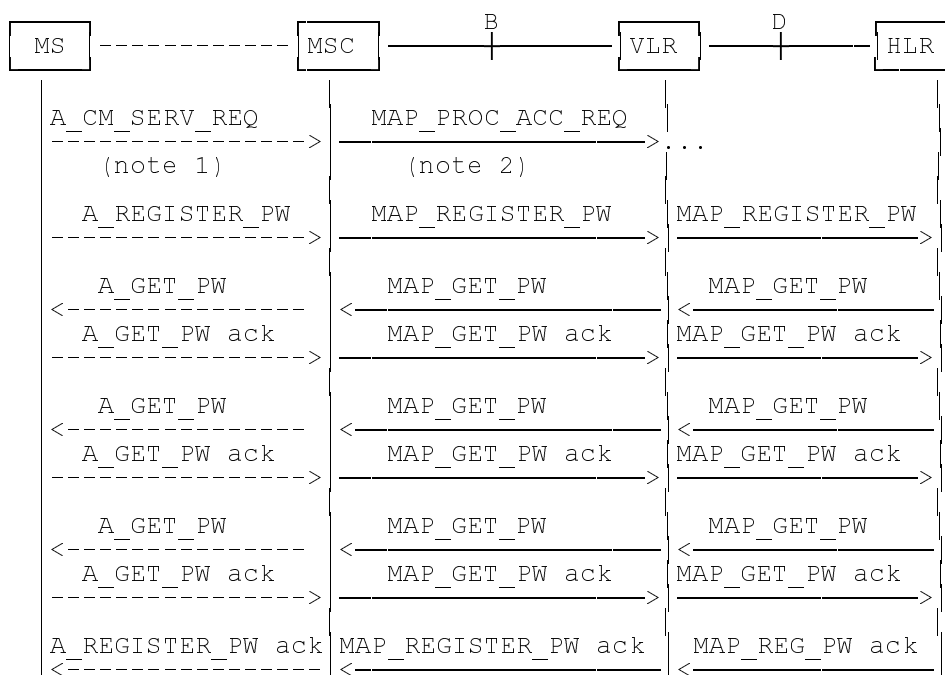 B D
MS MSC VLR HLR
A_CM_SERV_REQ MAP_PROC_ACC_REQ
...
(note 1) (note 2)
A_REGISTER_PW MAP_REGISTER_PW MAP_REGISTER_PW
A_GET_PW MAP_GET_PW MAP_GET_PW
A_GET_PW ack MAP_GET_PW ack MAP_GET_PW ack
A_GET_PW MAP_GET_PW MAP_GET_PW
A_GET_PW ack MAP_GET_PW ack MAP_GET_PW ack
A_GET_PW MAP_GET_PW MAP_GET_PW
A_GET_PW ack MAP_GET_PW ack MAP_GET_PW ack
A_REGISTER_PW ack MAP_REGISTER_PW ack MAP_REG_PW ack